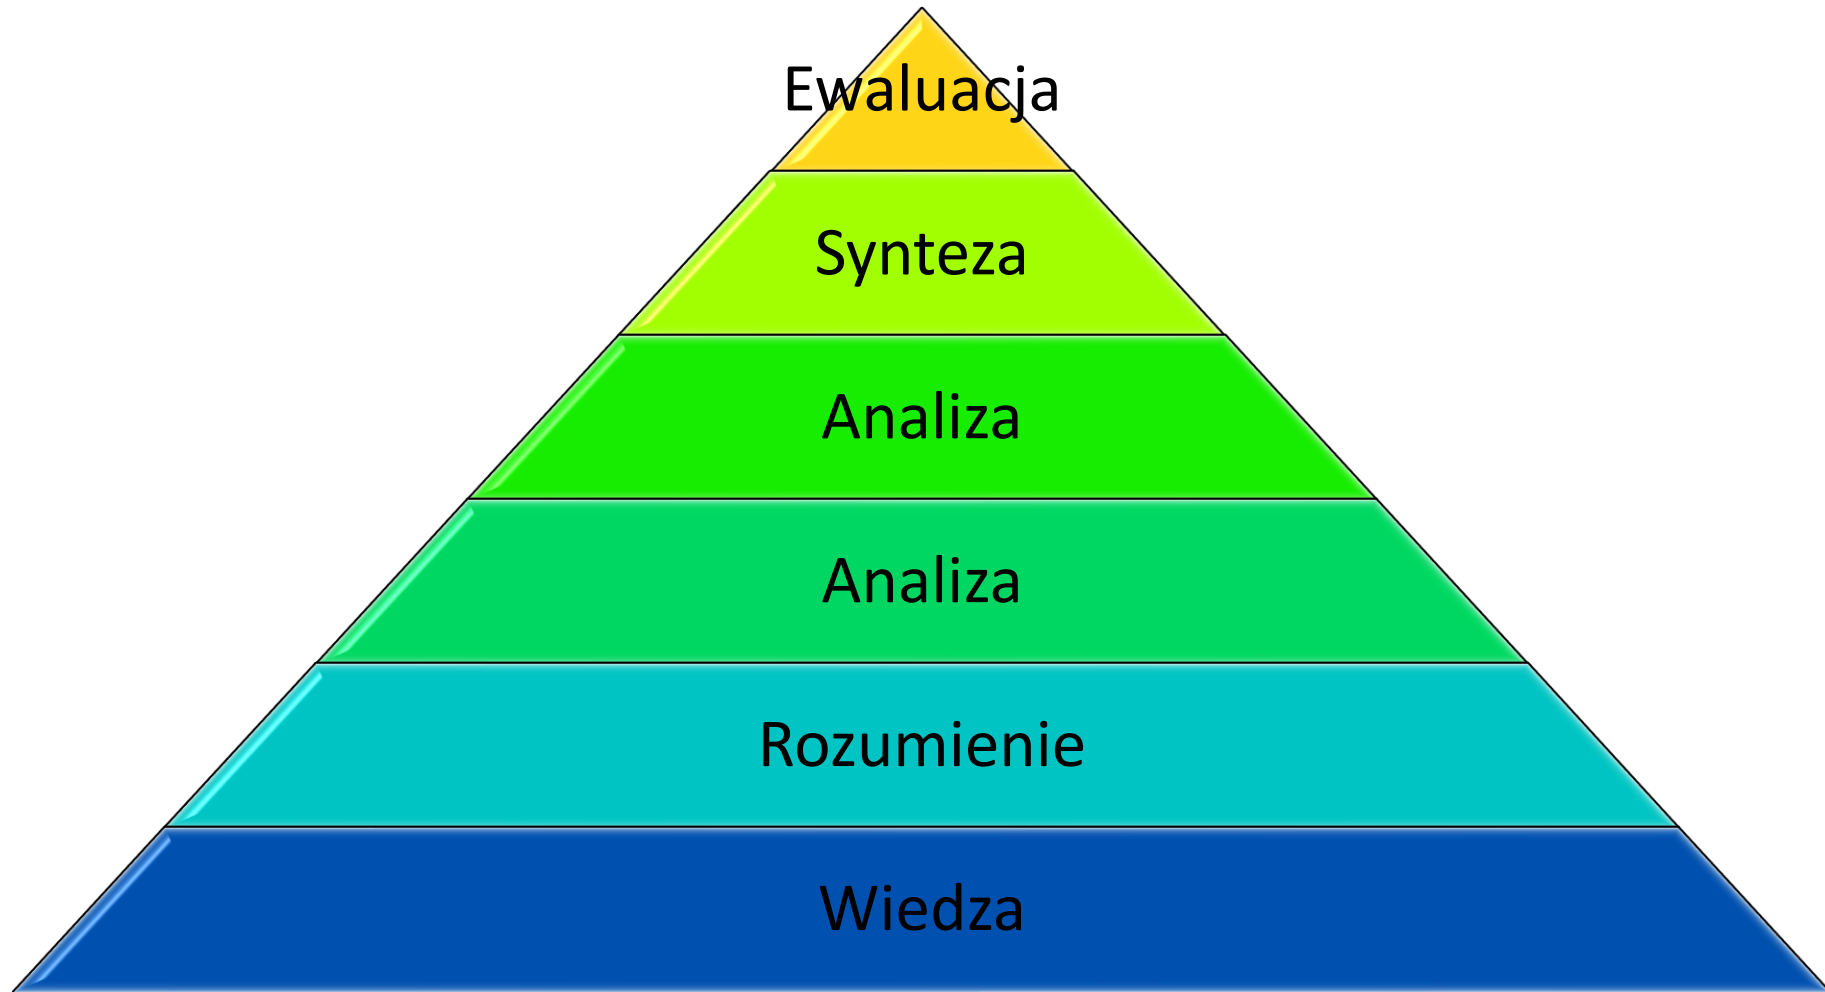 Ewaluacja
Synteza
Analiza
Analiza
Rozumienie
Wiedza